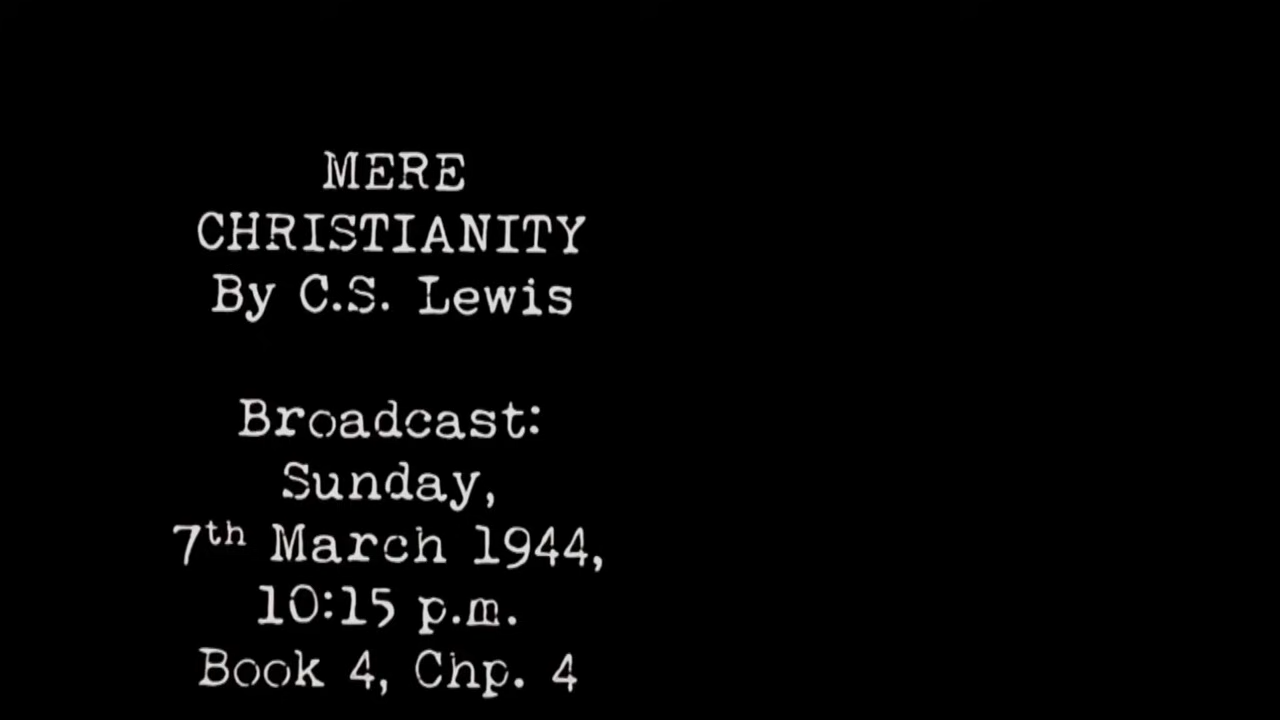 MERE
CHRISTIANITY
By C.S. Lewis
Broadcast:
Sunday,
7th March 1944,
10:15 p.m.
Book 4, Chp. 4